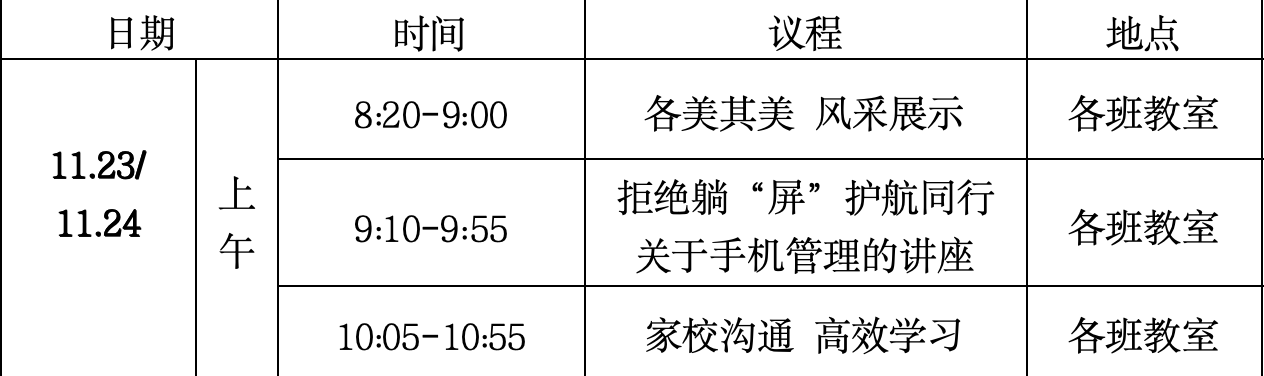 日期 时间 议程 地点
11.23/
11.24
上
午
8:20-9:00 各美其美 风采展示 各班教室
9:10-9:55 拒绝躺“屏”护航同行
关于手机管理的讲座 各班教室
10:05-10:55 家校沟通 高效学习 各班教室